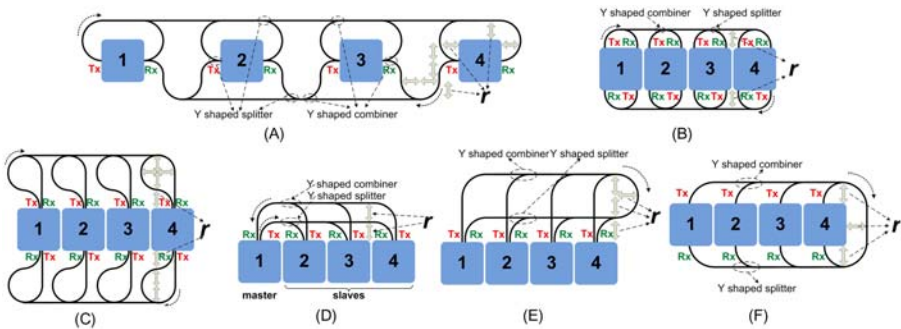 1 2 3 4
Tx Rx Tx Rx Tx Rx Tx Rx
r
Y shaped splitter Y shaped combiner
(A)
Y shaped combiner Y shaped splitter
Tx Rx Tx Rx Tx Rx Tx Rx
1 2 3 4
r
Rx Tx Rx Tx Rx Tx Rx Tx
(B)
Tx Rx Tx Rx Tx Rx Tx Rx
1 2 3 4
r
Rx Tx Rx Tx Rx Tx Rx Tx
(C)
Y shaped combiner
Y shaped splitter
r
Rx Tx Rx Tx Rx Tx Rx Tx
1 2 3 4
master slaves
(D)
Y shaped combiner Y shaped splitter
r
Tx Rx Tx Rx Tx Rx Tx Rx
1 2 3 4
(E)
Y shaped combiner
Tx Tx Tx Tx
1 2 3 4
r
Rx Rx Rx Rx
Y shaped splitter
(F)